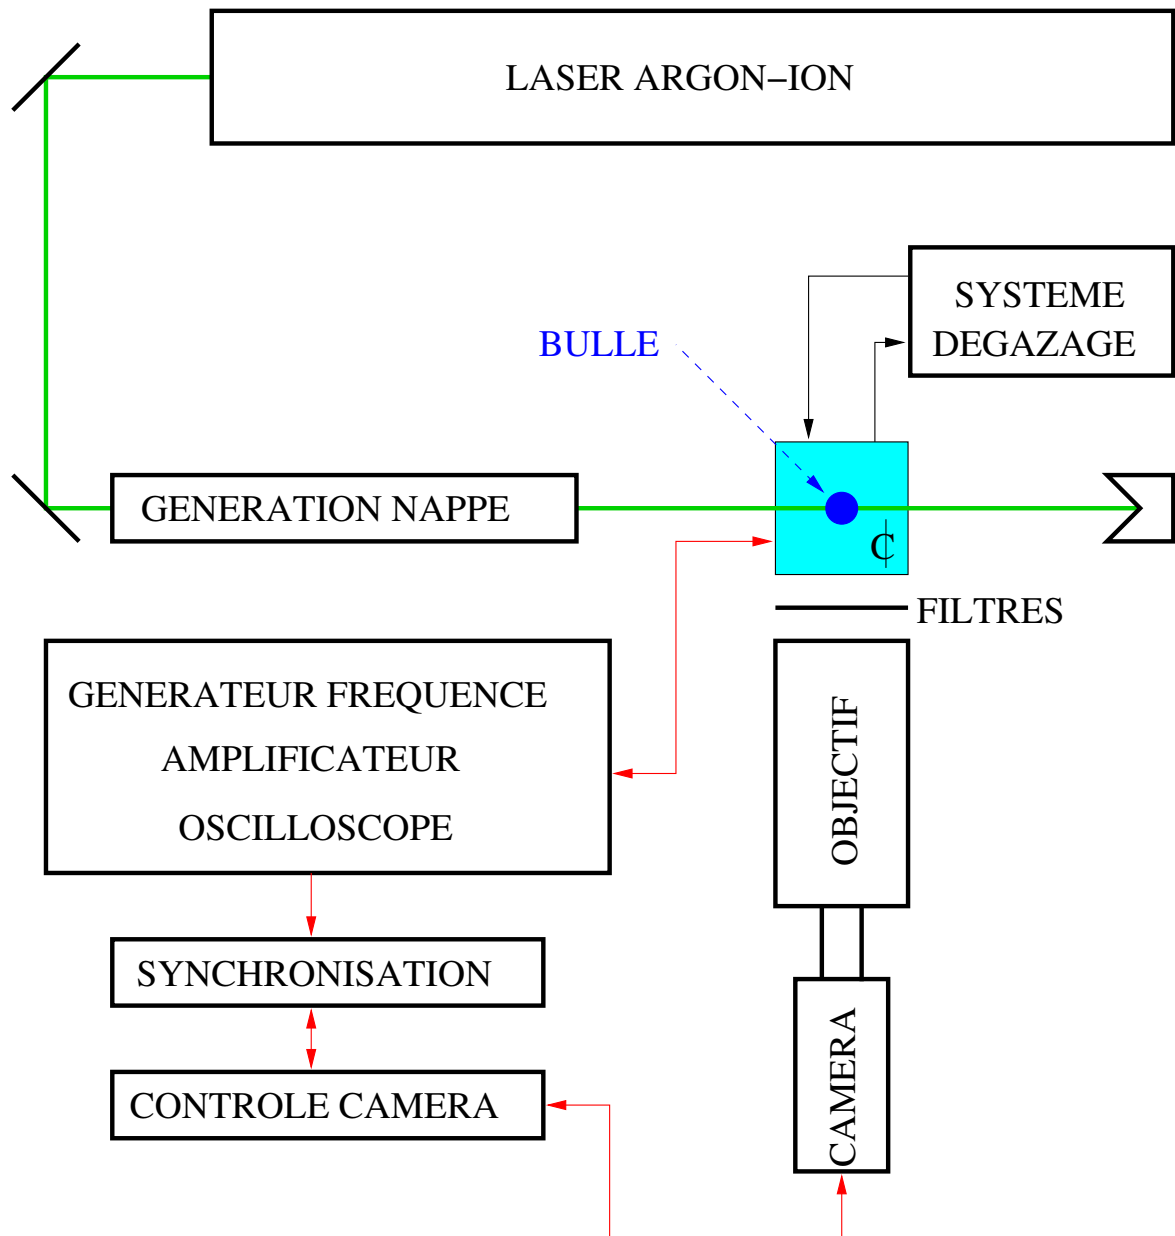 LASER ARGON−ION
SYSTEME
DEGAZAGE
BULLE
GENERATION NAPPE
C
FILTRES
GENERATEUR FREQUENCE
AMPLIFICATEUR
OSCILLOSCOPE
OBJECTIF
SYNCHRONISATION
CONTROLE CAMERA
CAMERA